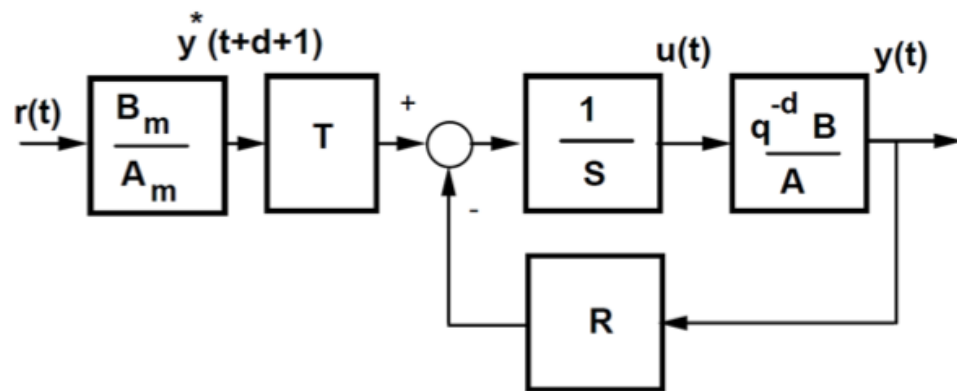 y*(t+d+1)
r(t)
B_m
A_m
T
+
-
1
S
u(t)
q^-d B
A
y(t)
R